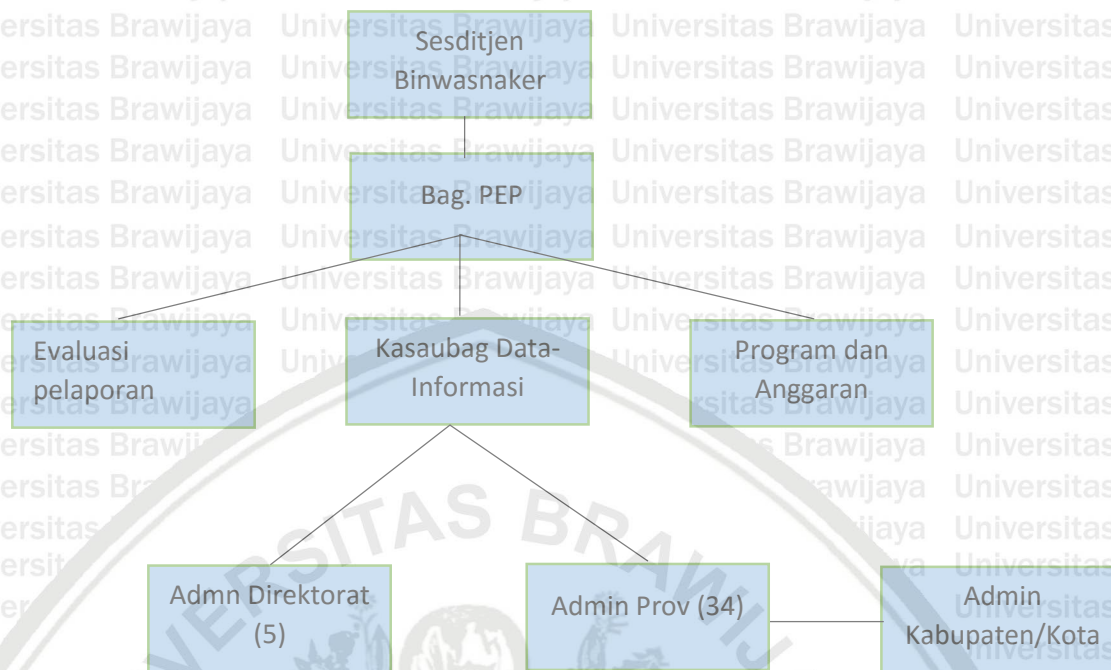 Sesditjen
Binwasnaker
Bag. PEP
Evaluasi
pelaporan
Kasaubag Data-
Informasi
Program dan
Anggaran
Admn Direktorat
(5)
Admin Prov (34)
Admin
Kabupaten/Kota